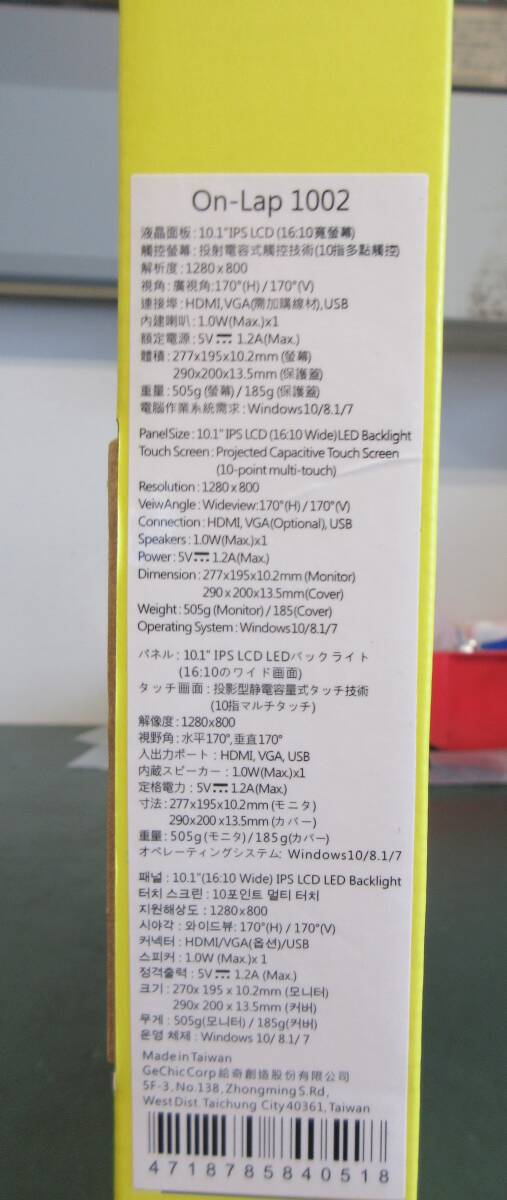 On-Lap 1002
液晶面板:10.1"IPS LCD (16:10寬螢幕)
觸控螢幕:投射電容式觸控技術(10指多點觸控)
解析度:1280x800
視角:廣視角:170°(H) / 170°(V)
連接埠:HDMI,VGA(需加購線材),USB
內建喇叭:1.0W(Max.)x1
額定電源:5V⎓ 1.2A(Max.)
體積:277x195x10.2mm (螢幕)
290x200x13.5mm (保護蓋)
重量:505g (螢幕) / 185g (保護蓋)
電腦作業系統需求:Windows10/8.1/7
PanelSize:10.1" IPS LCD (16:10 Wide)LED Backlight
Touch Screen:Projected Capacitive Touch Screen
(10-point multi-touch)
Resolution:1280x800
VeiwAngle:Wideview:170°(H) / 170°(V)
Connection:HDMI, VGA(Optional), USB
Speakers:1.0W(Max.)x1
Power:5V⎓ 1.2A(Max.)
Dimension:277x195x10.2mm (Monitor)
290x200x13.5mm(Cover)
Weight:505g (Monitor) / 185(Cover)
Operating System:Windows10/8.1/7
パネル:10.1" IPS LCD LEDバックライト
(16:10のワイド画面)
タッチ画面:投影型静電容量式タッチ技術
(10指マルチタッチ)
解像度:1280x800
視野角:水平170°,垂直170°
入出力ポート:HDMI, VGA, USB
内蔵スピーカー:1.0W(Max.)x1
定格電力:5V⎓ 1.2A(Max.)
寸法:277x195x10.2mm (モニタ)
290x200x13.5mm (カバー)
重量:505g (モニタ) / 185g(カバー)
オペレーティングシステム: Windows10/8.1/7
패널:10.1"(16:10 Wide) IPS LCD LED Backlight
터치 스크린:10포인트 멀티 터치
지원해상도:1280x800
시야각:와이드뷰:170°(H) / 170°(V)
커넥터:HDMI/VGA(옵션)/USB
스피커:1.0W (Max.)x 1
정격출력:5V⎓ 1.2A (Max.)
크기:270x 195 x 10.2mm (모니터)
290x 200 x 13.5mm (커버)
무게:505g(모니터) / 185g(커버)
운영 체제:Windows 10/ 8.1/ 7
Made in Taiwan
GeChic Corp 給奇創造股份有限公司
5F-3, No.138, Zhongming S.Rd,
West Dist. Taichung City 40361, Taiwan
4718785840518